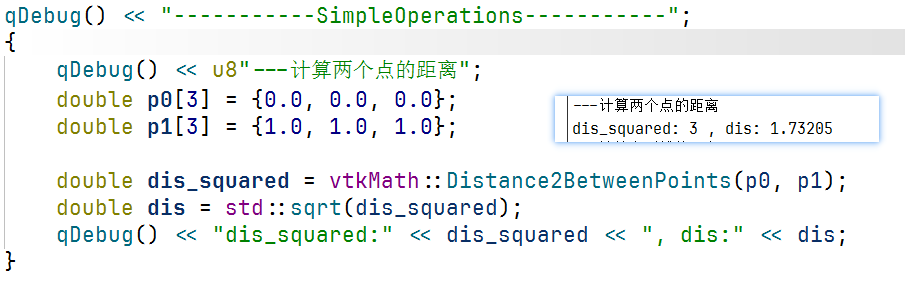 qDebug() << "-----------SimpleOperations-----------";
{
qDebug() << u8"---计算两个点的距离";
double p0[3] = {0.0, 0.0, 0.0};
double p1[3] = {1.0, 1.0, 1.0};
---计算两个点的距离
dis_squared: 3 , dis: 1.73205
double dis_squared = vtkMath::Distance2BetweenPoints(p0, p1);
double dis = std::sqrt(dis_squared);
qDebug() << "dis_squared:" << dis_squared << ", dis:" << dis;
}